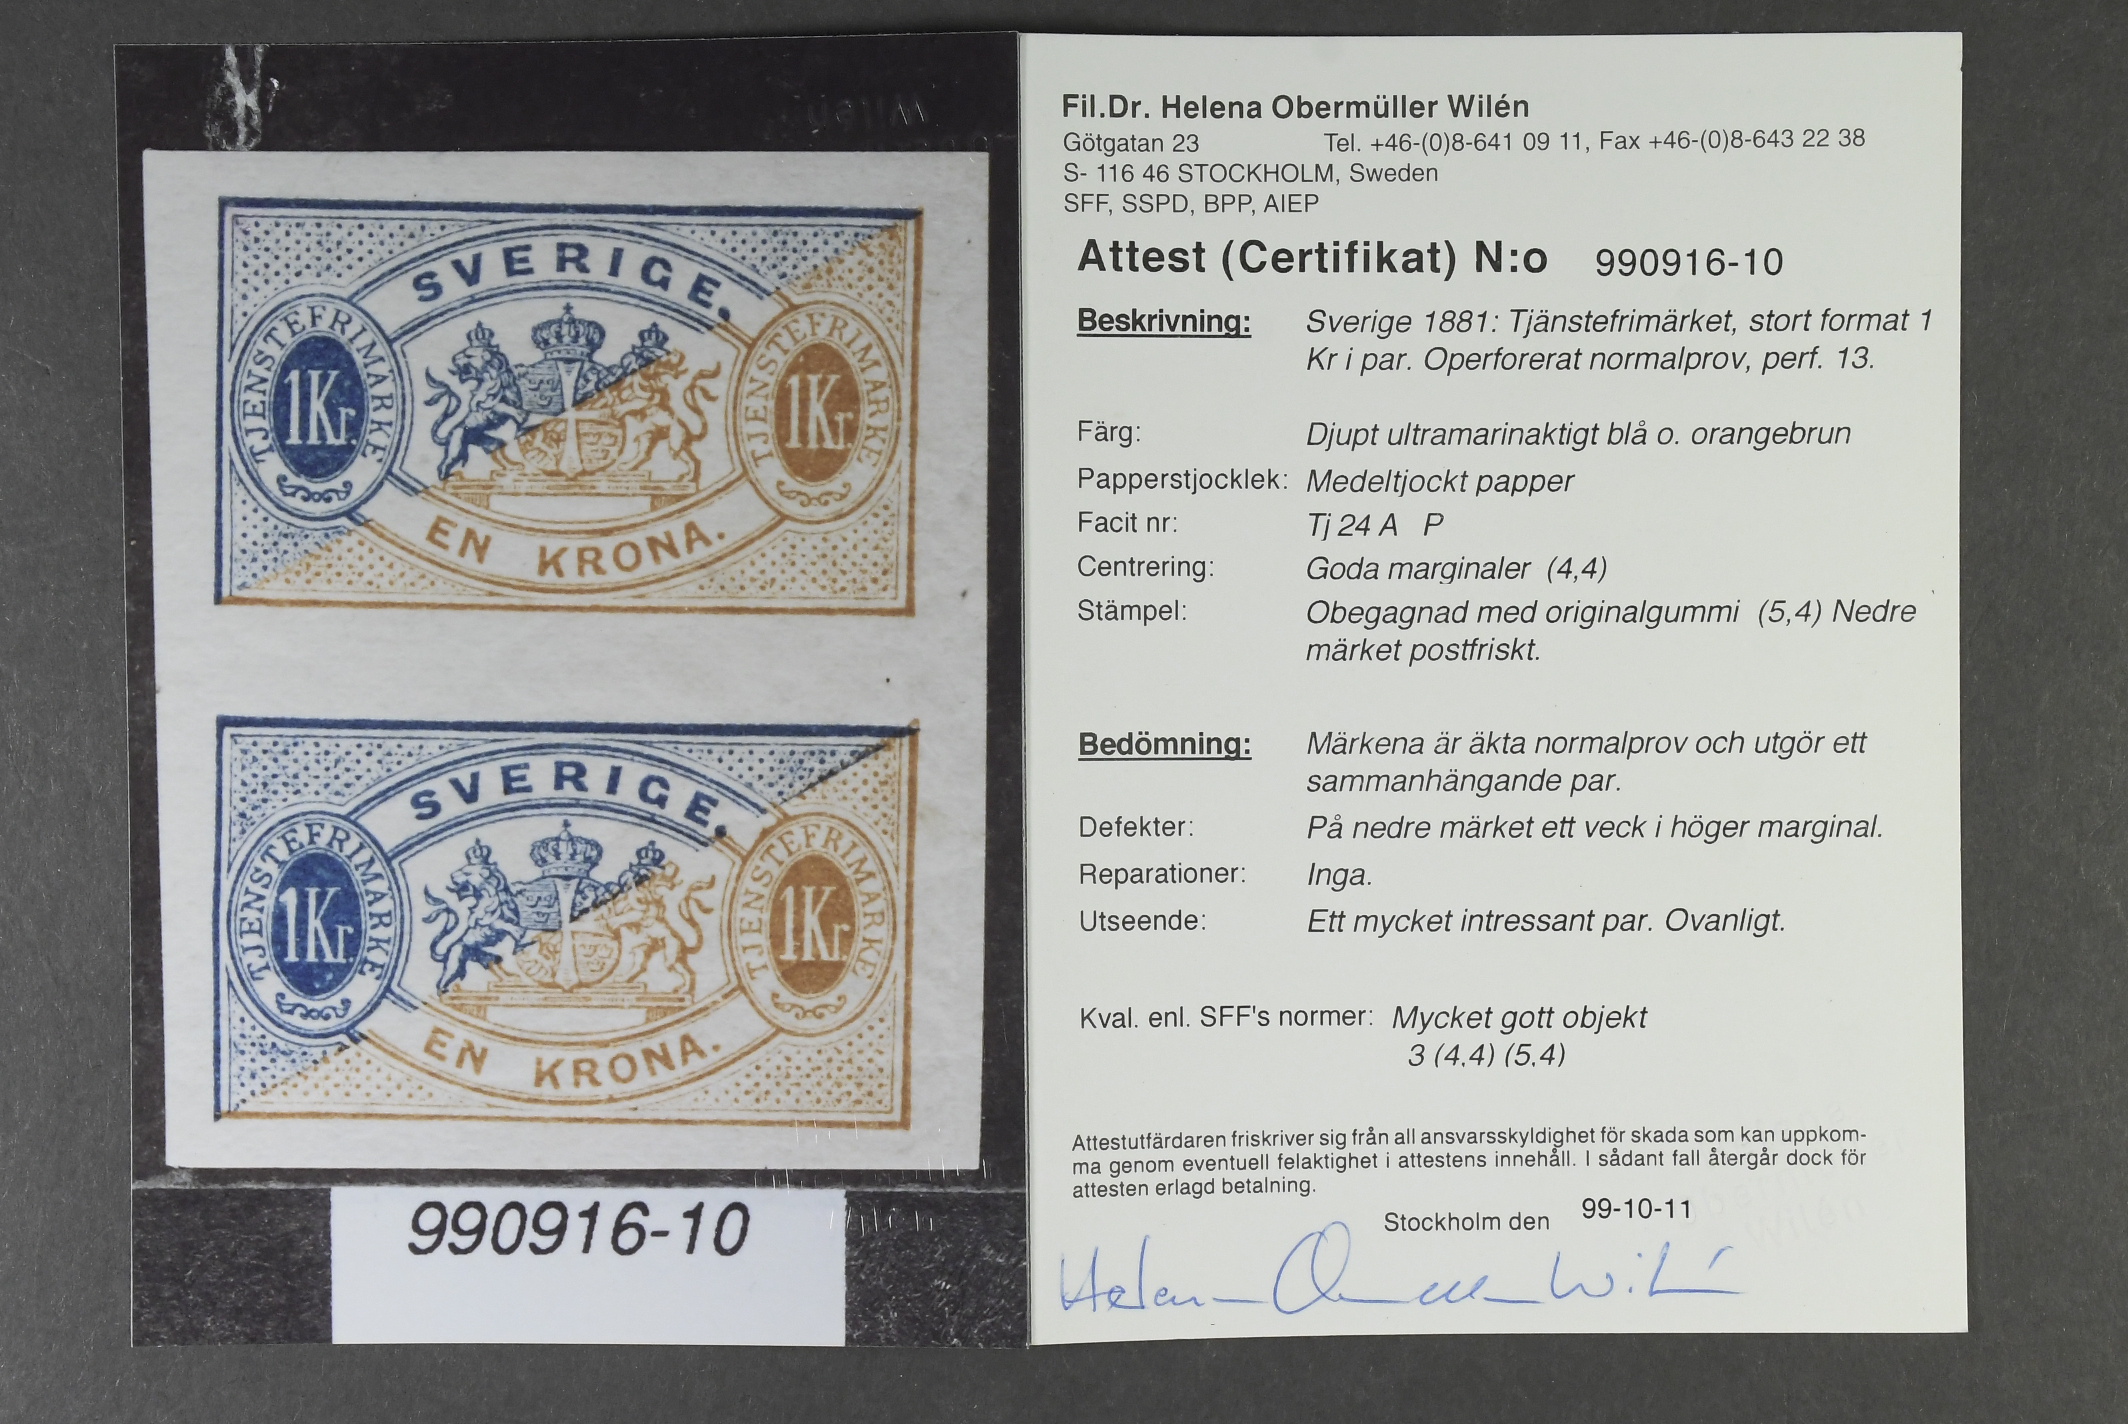 SVERIGE.
TJENSTEFRIMARKE
1Kr.
TJENSTEFRIMARKE
1Kr.
EN KRONA.
SVERIGE.
TJENSTEFRIMARKE
1Kr.
TJENSTEFRIMARKE
1Kr.
EN KRONA.
990916-10
Fil.Dr. Helena Obermüller Wilén
Götgatan 23 Tel. +46-(0)8-641 09 11, Fax +46-(0)8-643 22 38
S- 116 46 STOCKHOLM, Sweden
SFF, SSPD, BPP, AIEP
Attest (Certifikat) N:o 990916-10
Beskrivning: Sverige 1881: Tjänstefrimärket, stort format 1
Kr i par. Operforerat normalprov, perf. 13.
Färg: Djupt ultramarinaktigt blå o. orangebrun
Papperstjocklek: Medeltjockt papper
Facit nr: Tj 24 A P
Centrering: Goda marginaler (4,4)
Stämpel: Obegagnad med originalgummi (5,4) Nedre
märket postfriskt.
Bedömning: Märkena är äkta normalprov och utgör ett
sammanhängande par.
Defekter: På nedre märket ett veck i höger marginal.
Reparationer: Inga.
Utseende: Ett mycket intressant par. Ovanligt.
Kval. enl. SFF's normer: Mycket gott objekt
3 (4,4) (5,4)
Attestutfärdaren friskriver sig från all ansvarsskyldighet för skada som kan uppkom-
ma genom eventuell felaktighet i attestens innehåll. I sådant fall återgår dock för
attesten erlagd betalning.
Stockholm den 99-10-11
Helena Obermüller Wilén